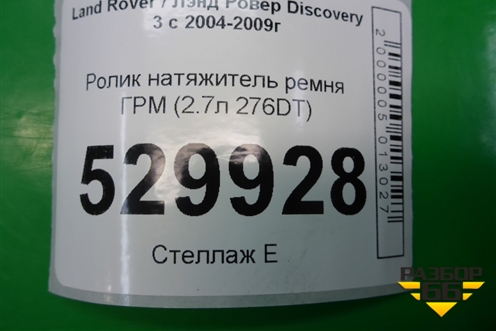 Land Rover / Лэнд Ровер Discovery
3 с 2004-2009г
Ролик натяжитель ремня
ГРМ (2.7л 276DT)
529928
Стеллаж Е
2000005013027
РАЗБОР
66